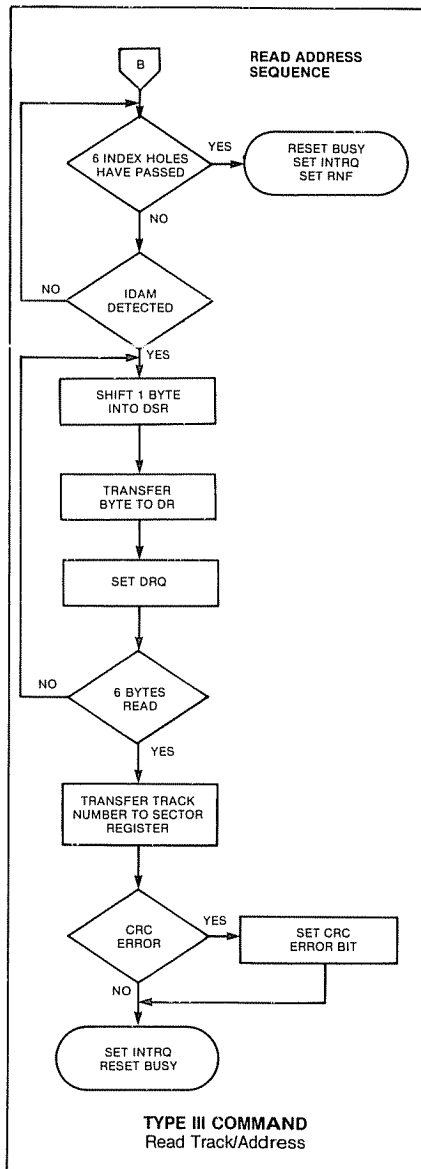 READ ADDRESS
SEQUENCE
B
6 INDEX HOLES
HAVE PASSED
YES
RESET BUSY
SET INTRQ
SET RNF
NO
IDAM
DETECTED
NO
YES
SHIFT 1 BYTE
INTO DSR
TRANSFER
BYTE TO DR
SET DRQ
6 BYTES
READ
NO
YES
TRANSFER TRACK
NUMBER TO SECTOR
REGISTER
CRC
ERROR
YES
SET CRC
ERROR BIT
NO
SET INTRQ
RESET BUSY
TYPE III COMMAND
Read Track/Address